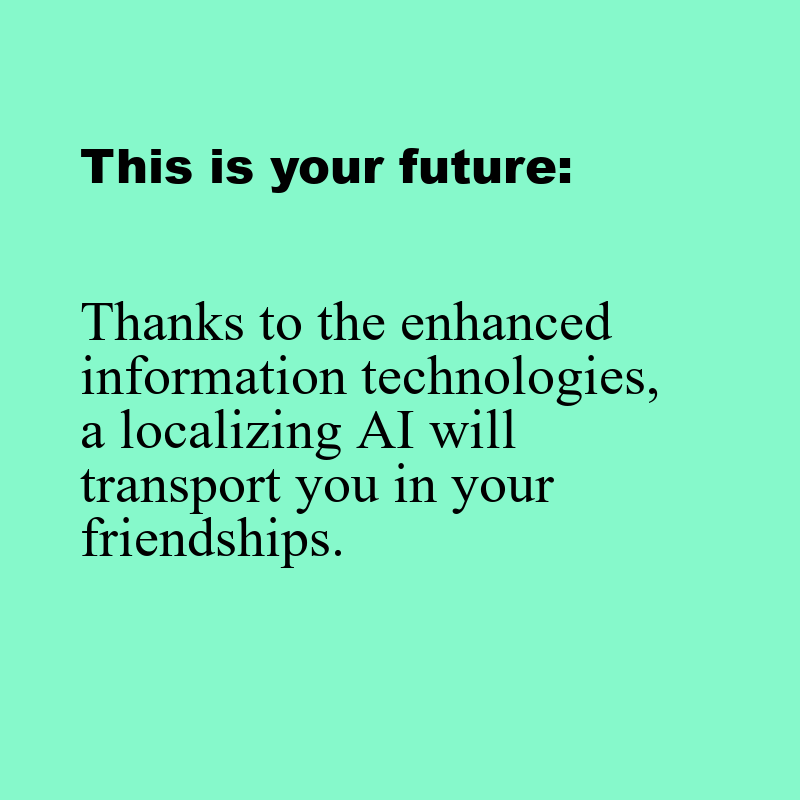 This is your future:
Thanks to the enhanced
information technologies,
a localizing AI will
transport you in your
friendships.